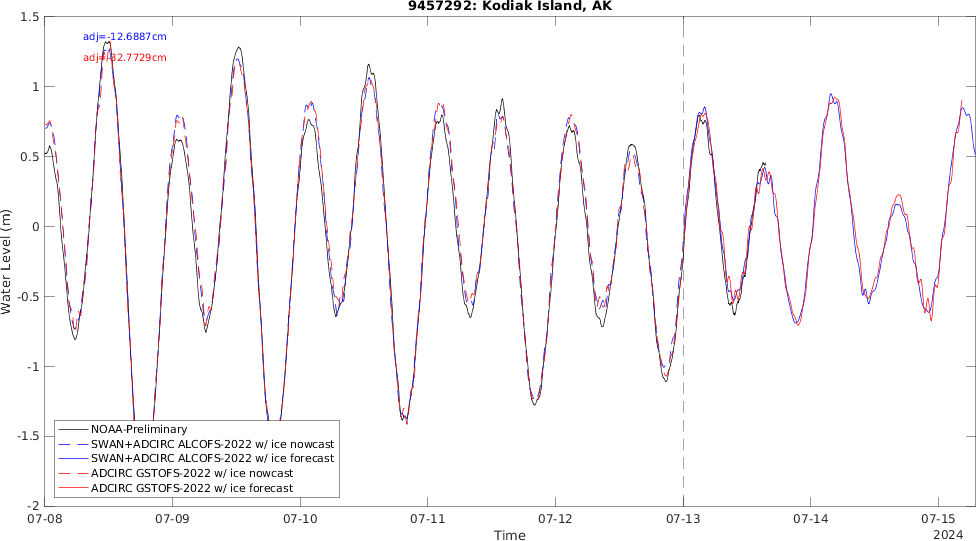 9457292: Kodiak Island, AK
adj=-12.6887cm
adj=-32.7729cm
Water Level (m)
1.5
1
0.5
0
-0.5
-1
-1.5
-2
NOAA-Preliminary
SWAN+ADCIRC ALCOFS-2022 w/ ice nowcast
SWAN+ADCIRC ALCOFS-2022 w/ ice forecast
ADCIRC GSTOFS-2022 w/ ice nowcast
ADCIRC GSTOFS-2022 w/ ice forecast
07-08 07-09 07-10 07-11 07-12 07-13 07-14 07-15
Time
2024